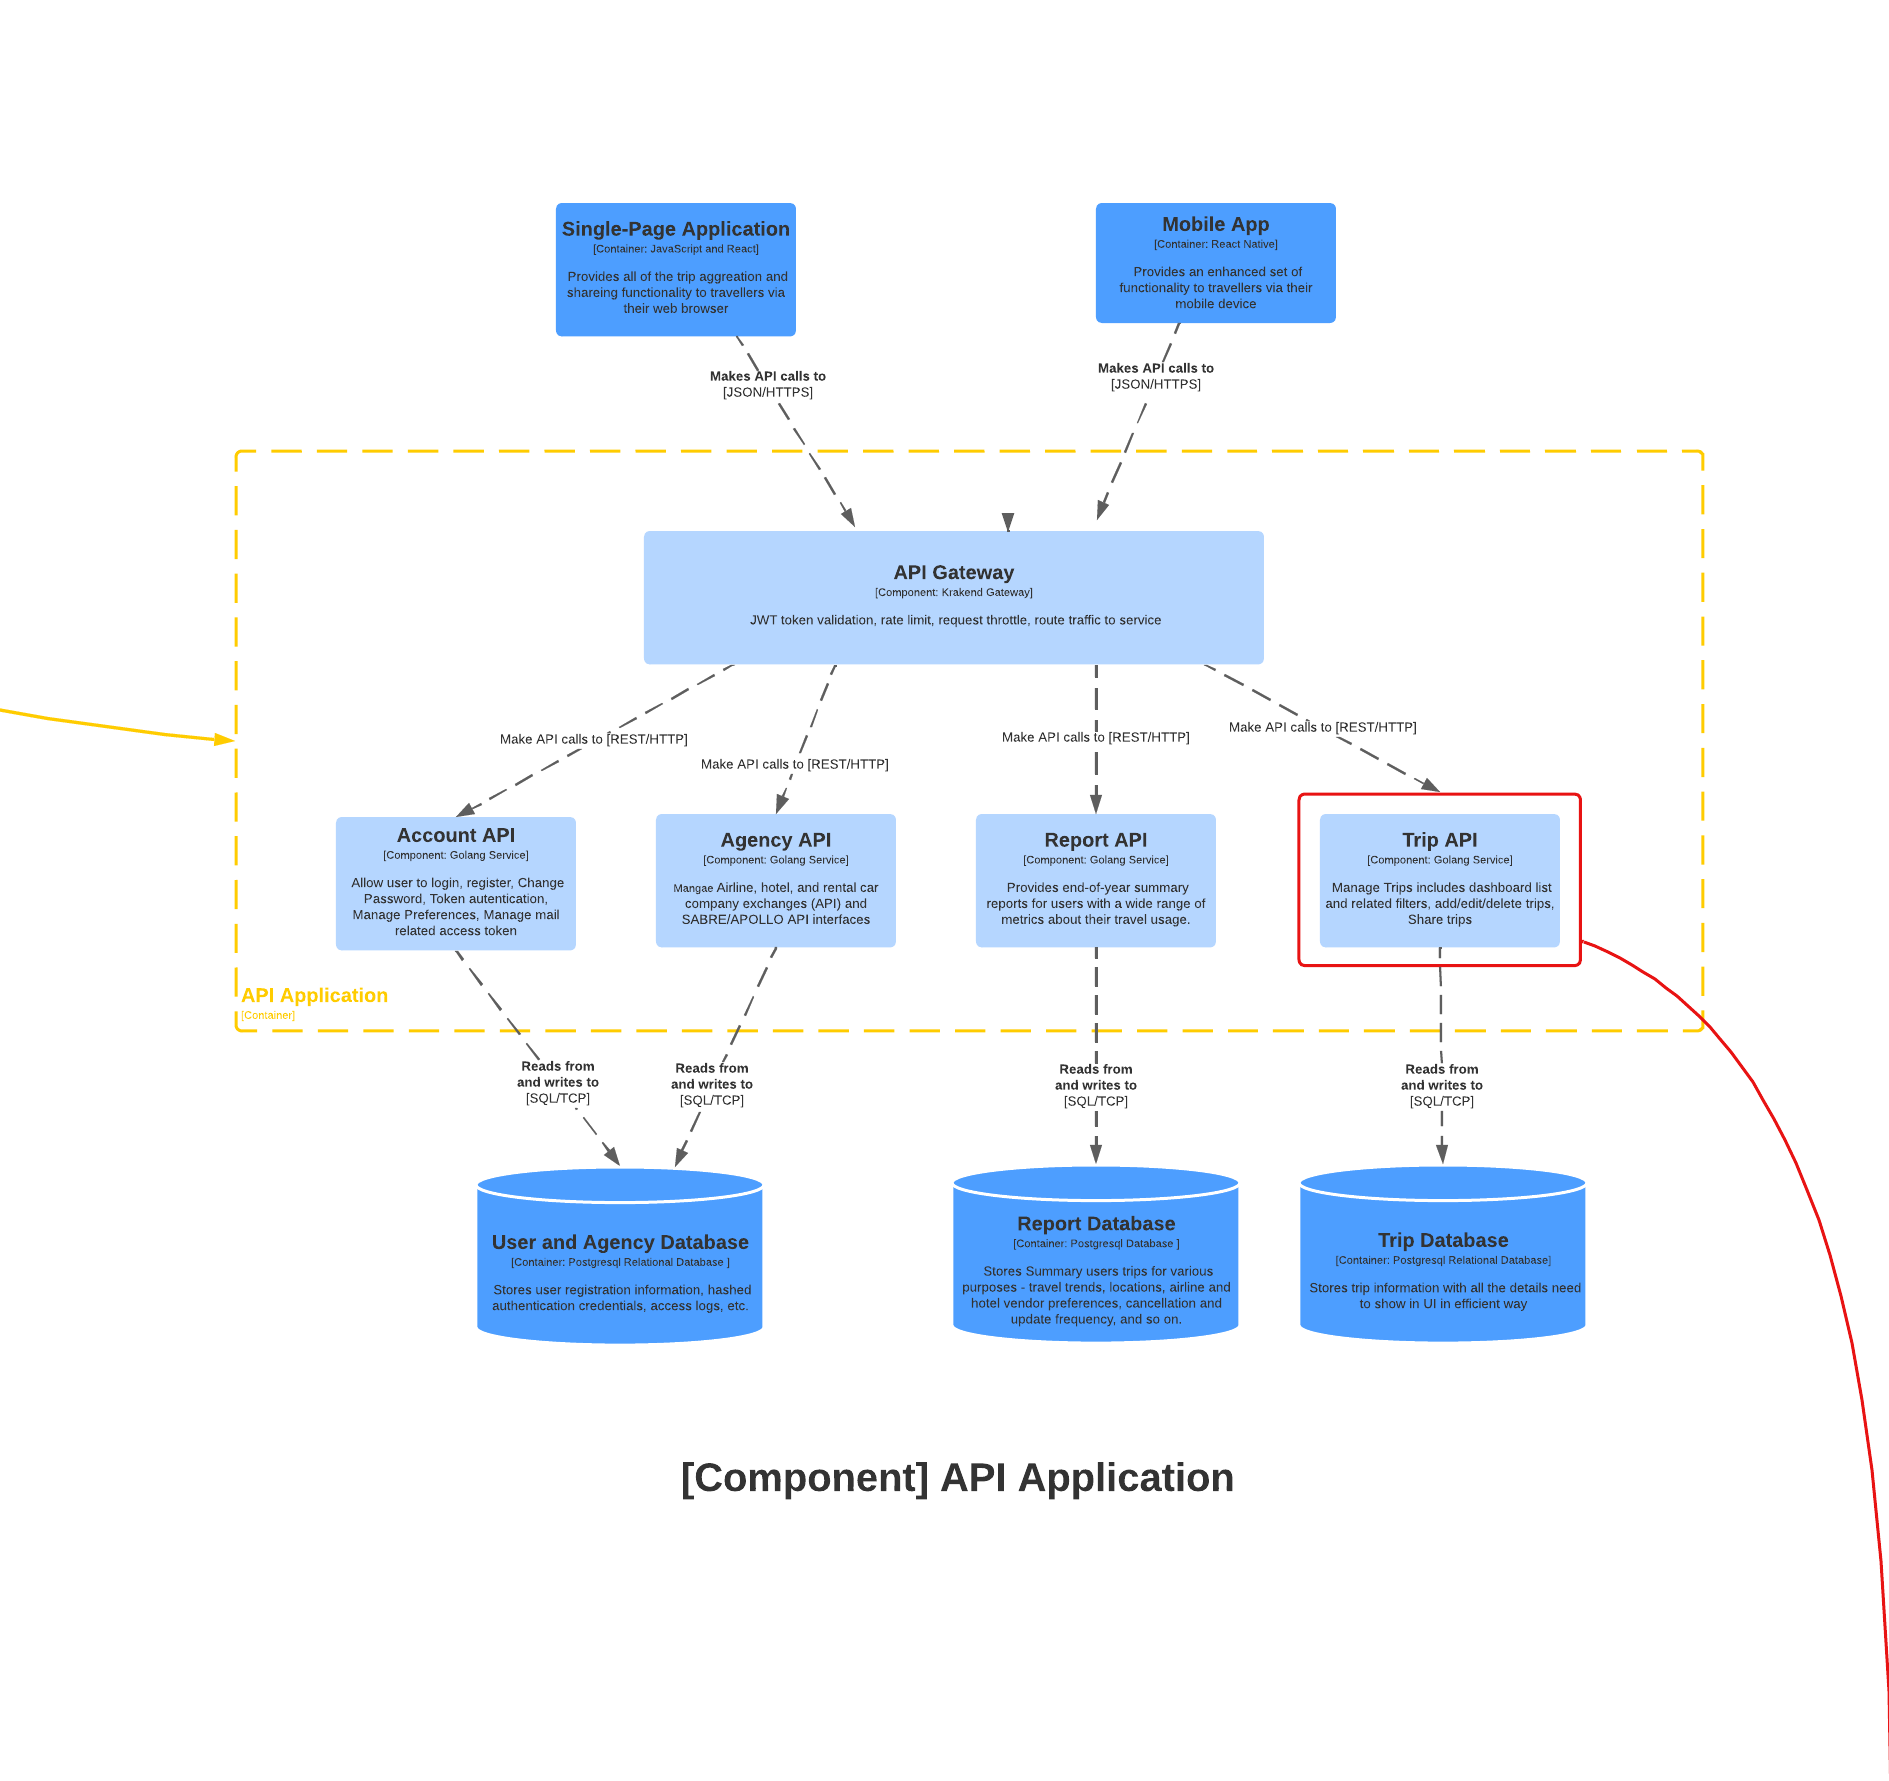 Single-Page Application
[Container: JavaScript and React]
Provides all of the trip aggreation and
shareing functionality to travellers via
their web browser
Mobile App
[Container: React Native]
Provides an enhanced set of
functionality to travellers via their
mobile device
Makes API calls to
[JSON/HTTPS]
Makes API calls to
[JSON/HTTPS]
API Gateway
[Component: Krakend Gateway]
JWT token validation, rate limit, request throttle, route traffic to service
Make API calls to [REST/HTTP]
Make API calls to [REST/HTTP]
Make API calls to [REST/HTTP]
Make API calls to [REST/HTTP]
Account API
[Component: Golang Service]
Allow user to login, register, Change
Password, Token autentication,
Manage Preferences, Manage mail
related access token
Agency API
[Component: Golang Service]
Mangae Airline, hotel, and rental car
company exchanges (API) and
SABRE/APOLLO API interfaces
Report API
[Component: Golang Service]
Provides end-of-year summary
reports for users with a wide range of
metrics about their travel usage.
Trip API
[Component: Golang Service]
Manage Trips includes dashboard list
and related filters, add/edit/delete trips,
Share trips
API Application
[Container]
Reads from
and writes to
[SQL/TCP]
Reads from
and writes to
[SQL/TCP]
Reads from
and writes to
[SQL/TCP]
Reads from
and writes to
[SQL/TCP]
User and Agency Database
[Container: Postgresql Relational Database ]
Stores user registration information, hashed
authentication credentials, access logs, etc.
Report Database
[Container: Postgresql Database ]
Stores Summary users trips for various
purposes - travel trends, locations, airline and
hotel vendor preferences, cancellation and
update frequency, and so on.
Trip Database
[Container: Postgresql Relational Database]
Stores trip information with all the details need
to show in UI in efficient way
[Component] API Application